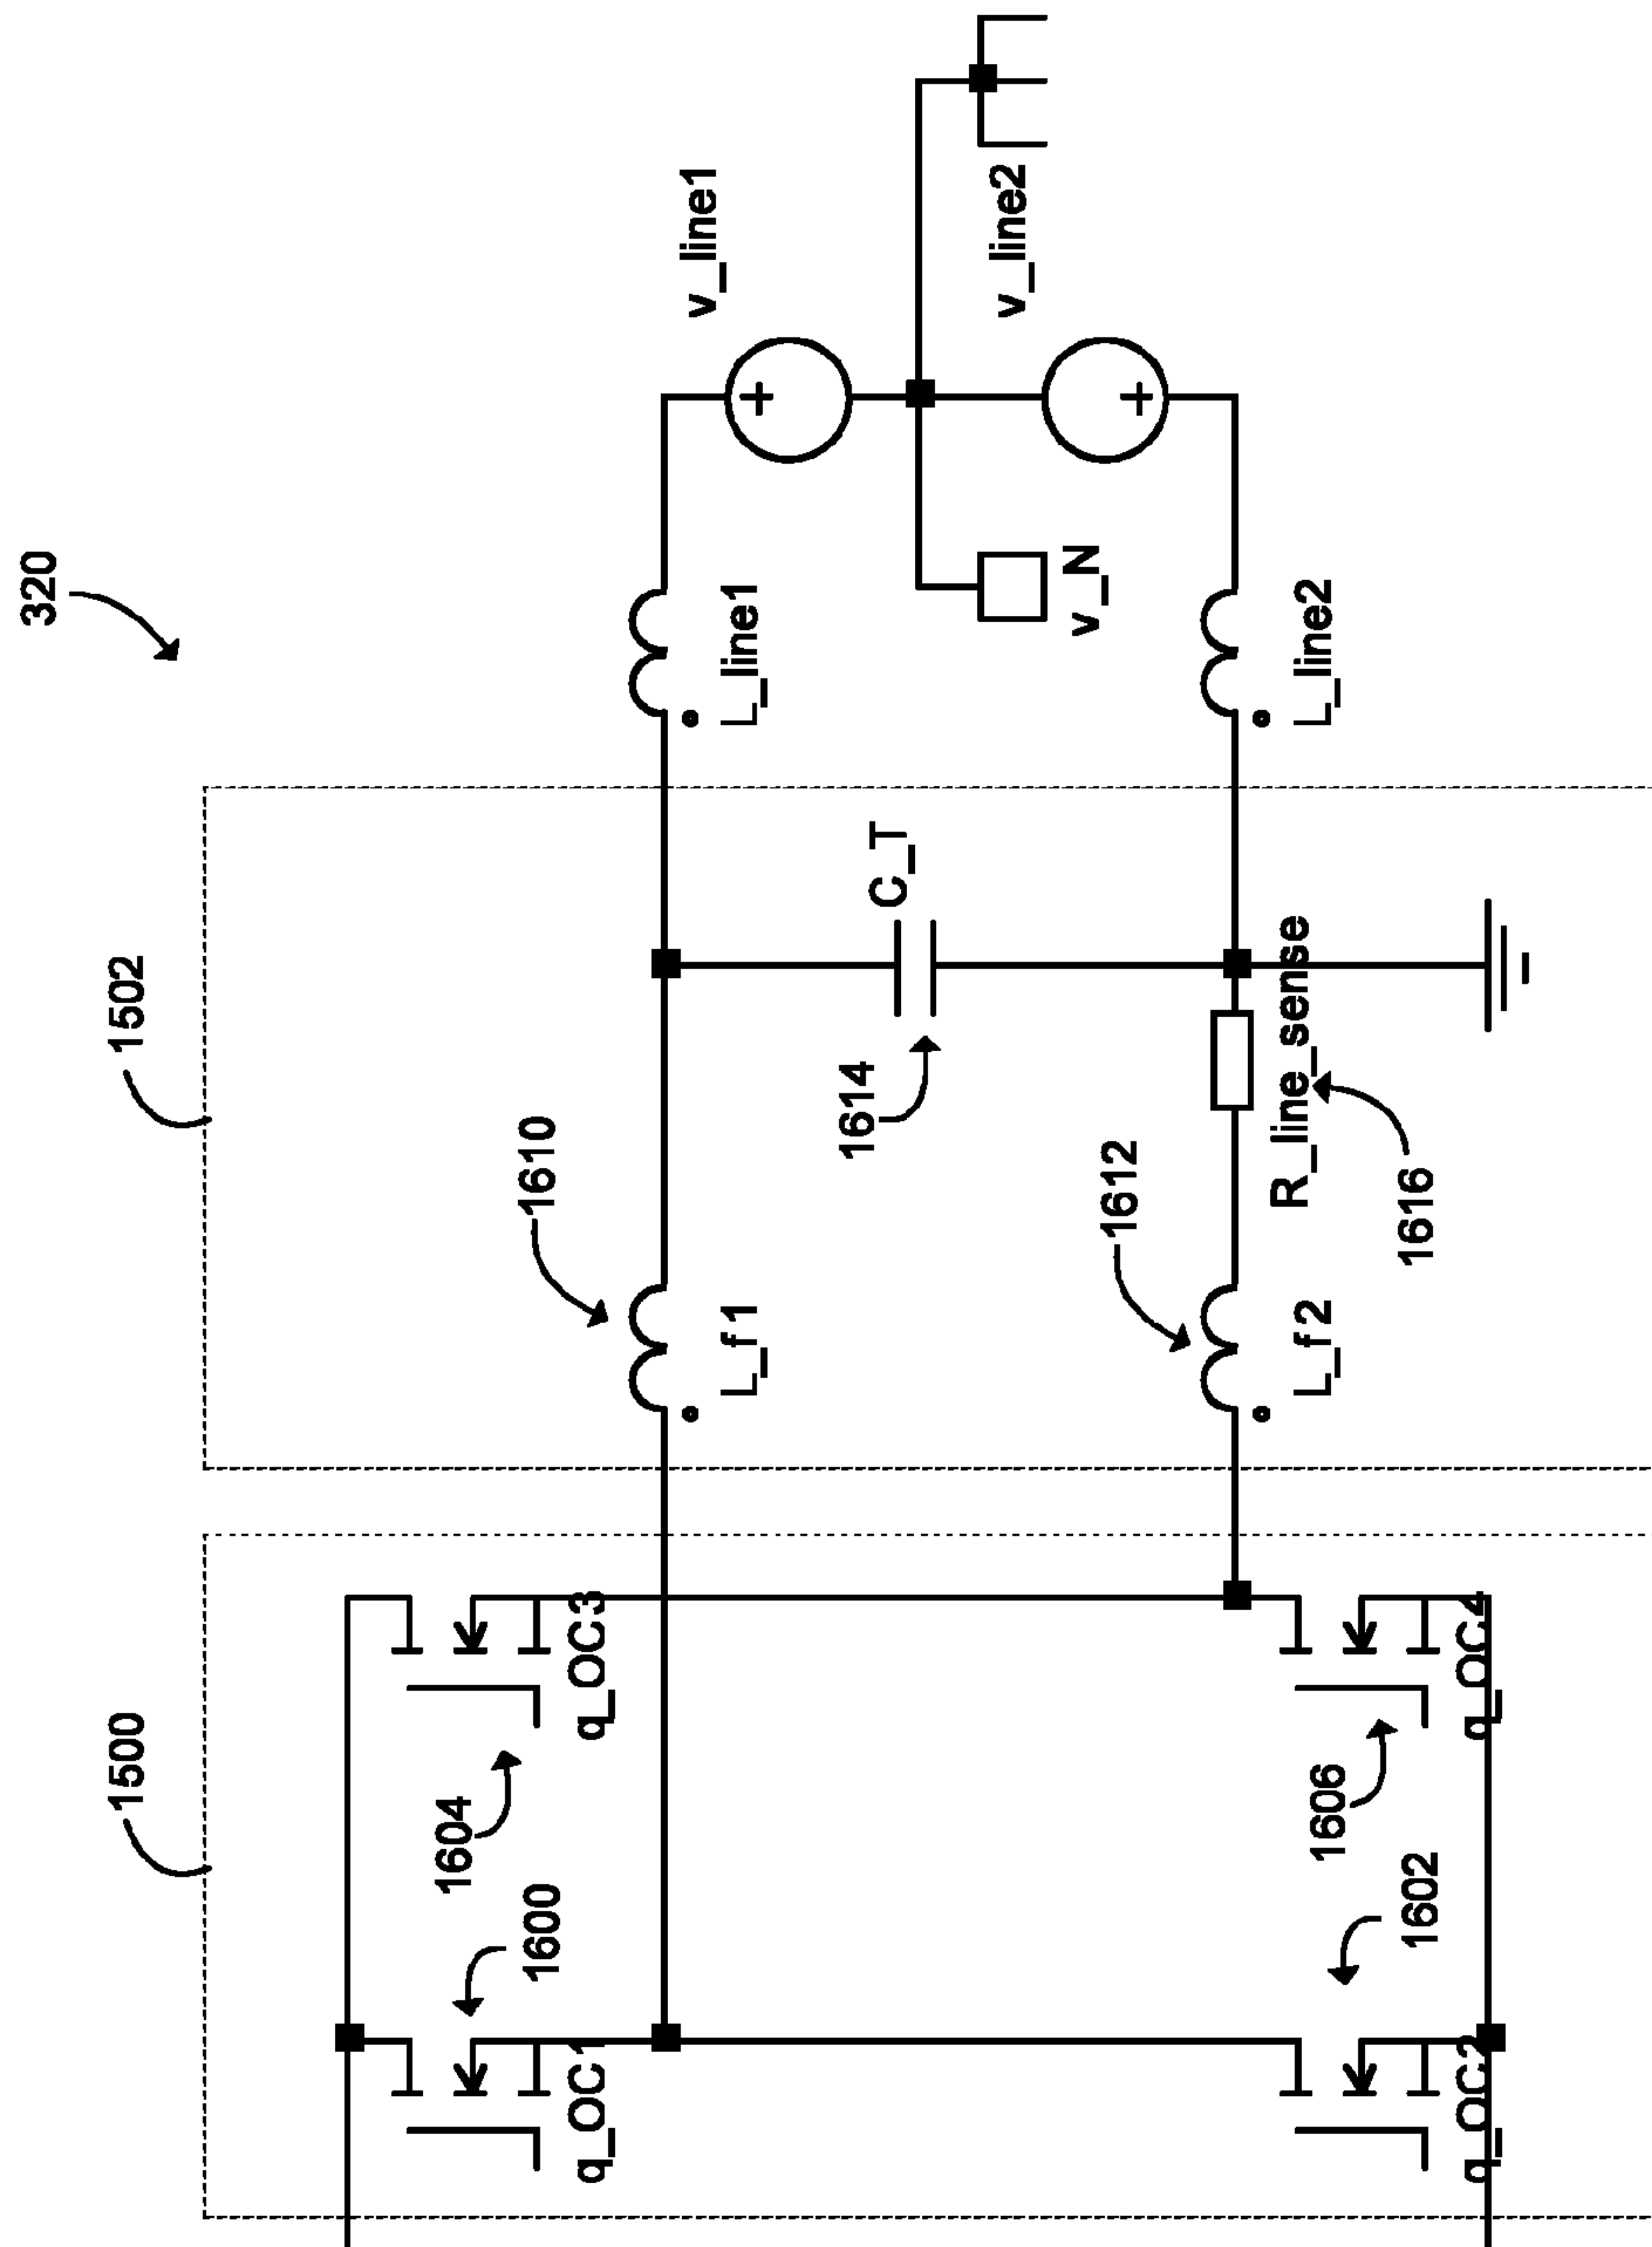 320
1500
1502
1604
q_OC3
1600
q_OC1
1610
L_f1
L_line1
v_line1
1614
C_T
v_N
v_line2
1612
L_f2
R_line_sense
1616
L_line2
1606
q_OC4
1602
q_OC2